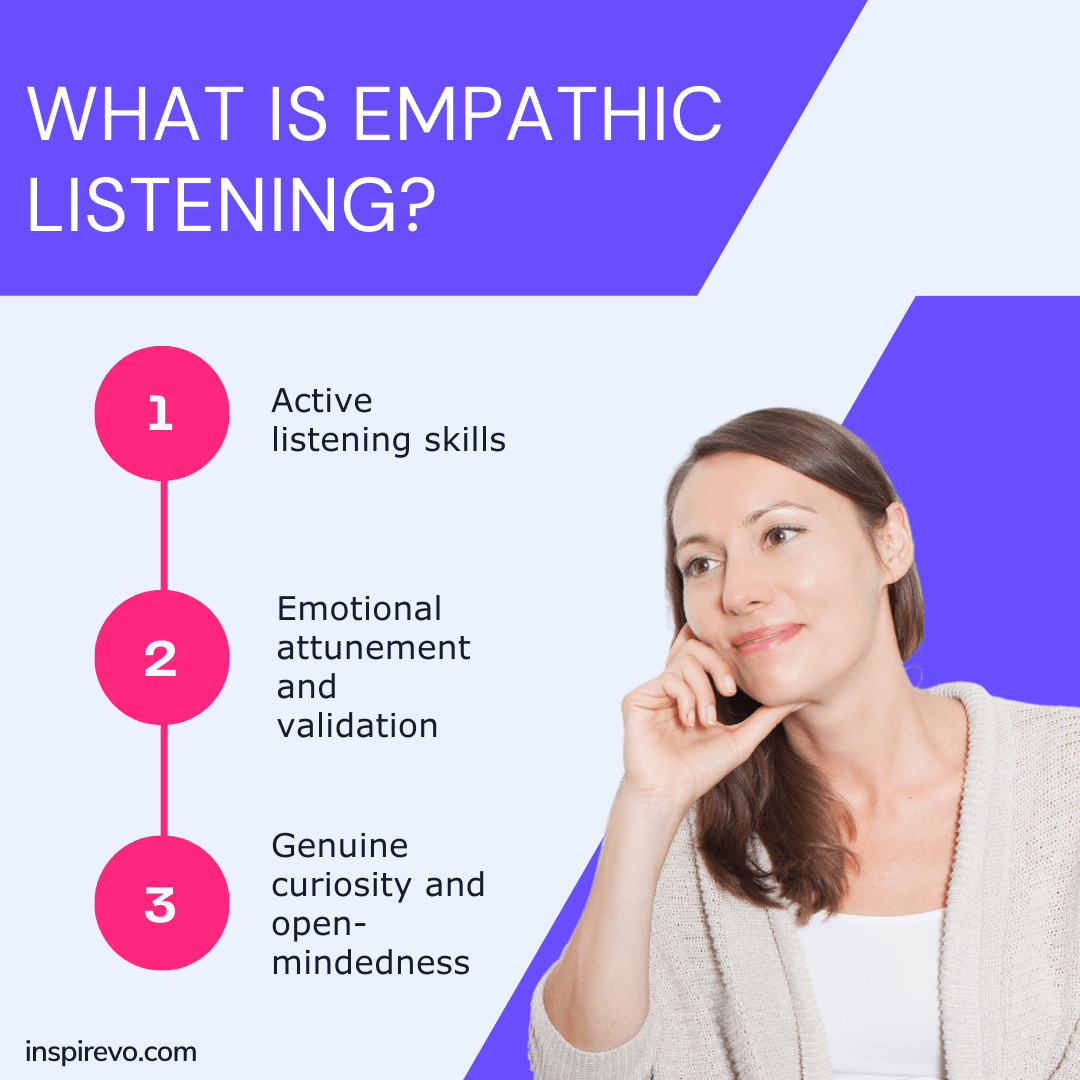 WHAT IS EMPATHIC
LISTENING?
1
Active
listening skills
2
Emotional
attunement
and
validation
3
Genuine
curiosity and
open-
mindedness
inspirevo.com